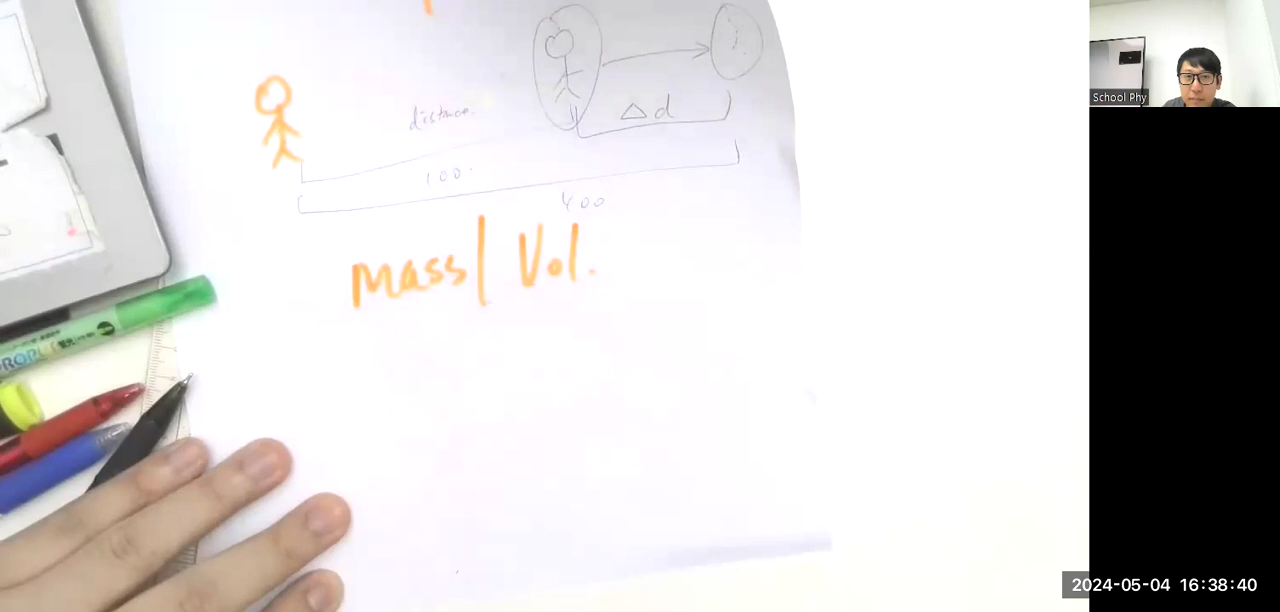 distance.
Δd
100.
400
mass| Vol.
School Phy
2024-05-04 16:38:40